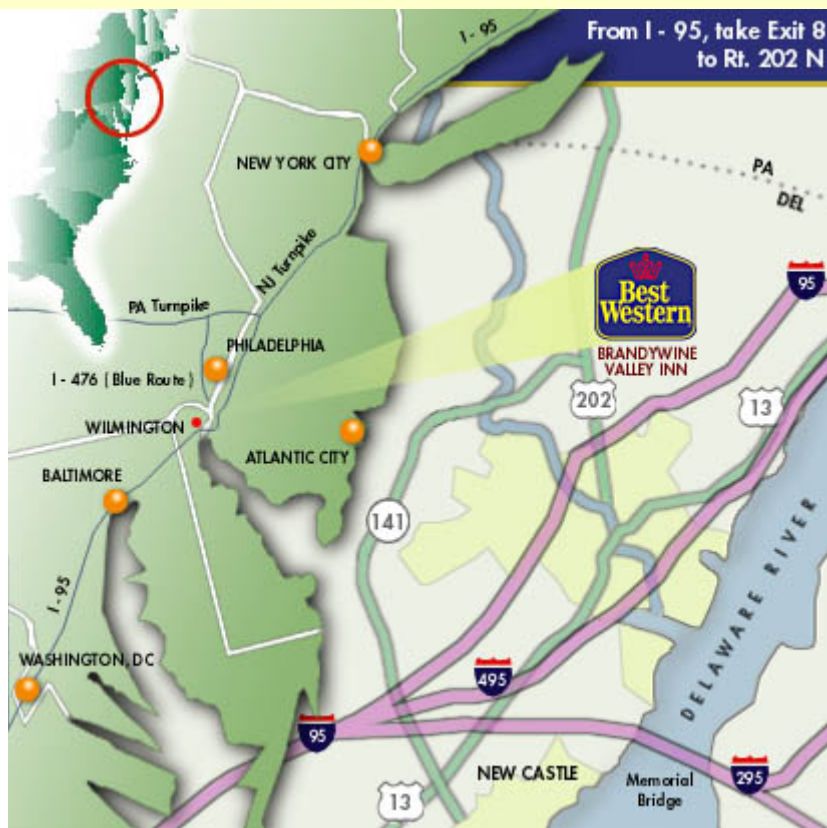 From I - 95, take Exit 8
to Rt. 202 N
I - 95
NEW YORK CITY
PA
DEL
NJ Turnpike
PA Turnpike
Best
Western
BRANDYWINE
VALLEY INN
95
PHILADELPHIA
I - 476 ( Blue Route )
202
13
WILMINGTON
ATLANTIC CITY
BALTIMORE
141
DELAWARE RIVER
I - 95
WASHINGTON, DC
495
95
NEW CASTLE
295
Memorial
Bridge
13